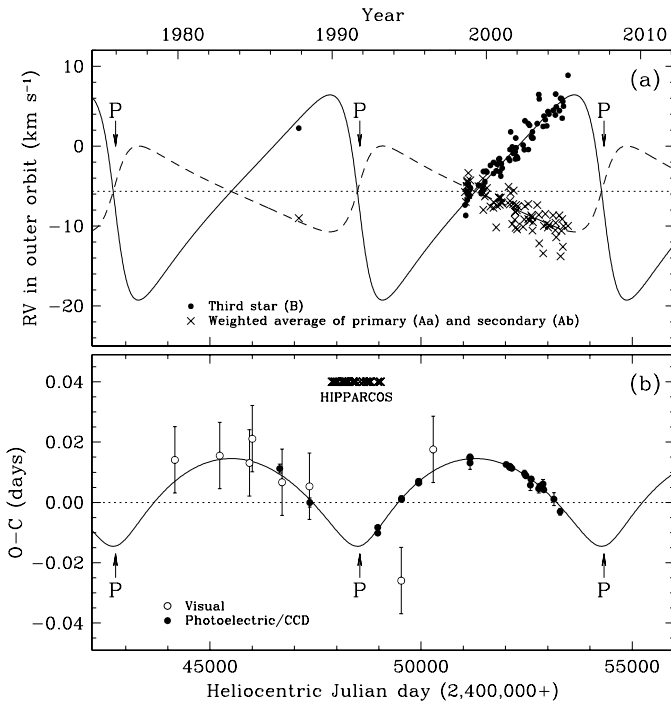 Year
1980 1990 2000 2010
(a)
RV in outer orbit (km s⁻¹)
10
0
−10
−20
P P P
Third star (B)
Weighted average of primary (Aa) and secondary (Ab)
(b)
O−C (days)
0.04
0.02
0.00
−0.02
−0.04
HIPPARCOS
P P P
Visual
Photoelectric/CCD
45000 50000 55000
Heliocentric Julian day (2,400,000+)